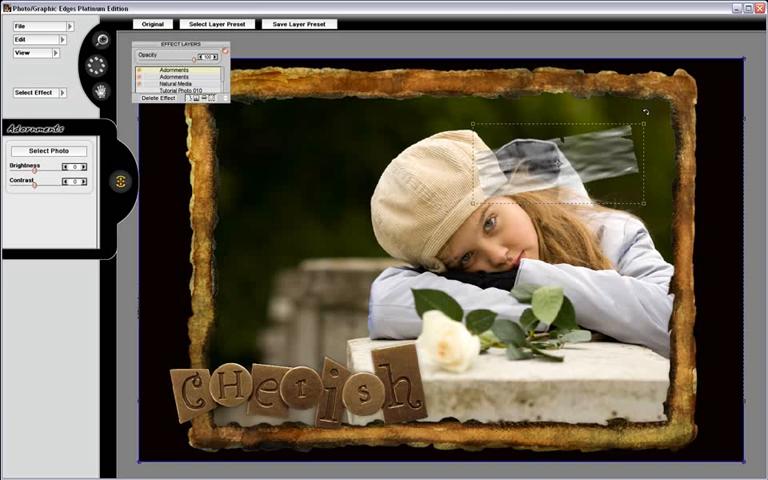 Photo/Graphic Edges Platinum Edition
File
Edit
View
Select Effect
Original
Select Layer Preset
Save Layer Preset
EFFECT LAYERS
Opacity
100
Adornments
Adornments
Natural Media
Tutorial Photo 010
Delete Effect
Adornments
Select Photo
Brightness
0
Contrast
0
CHerish